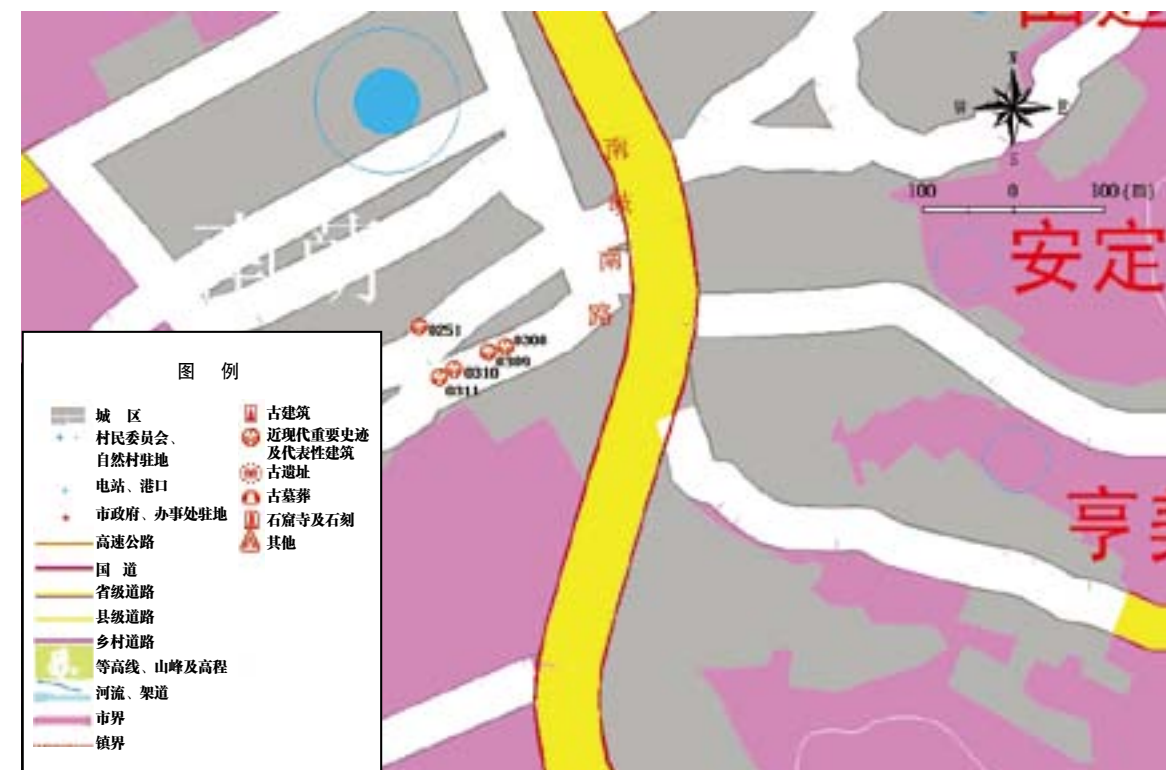 N
W E
S
100 0 100(m)
安定
亨
南
南
路
0251
0308
0309
0310
0311
图 例
城 区
村民委员会、
自然村驻地
电站、港口
市政府、办事处驻地
高速公路
国 道
省级道路
县级道路
乡村道路
等高线、山峰及高程
河流、架道
市界
镇界
古建筑
近现代重要史迹
及代表性建筑
古遗址
古墓葬
石窟寺及石刻
其他